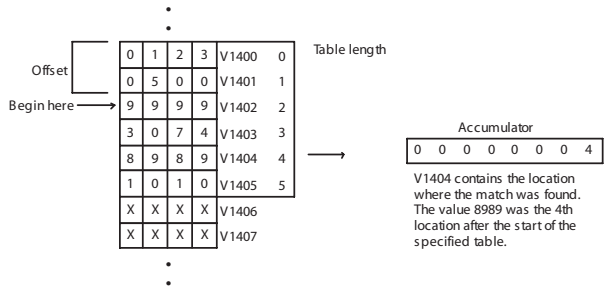 0 1 2 3 V1400 0 Table length
Offset
0 5 0 0 V1401 1
Begin here 9 9 9 9 V1402 2
3 0 7 4 V1403 3
8 9 8 9 V1404 4
1 0 1 0 V1405 5
X X X X V1406
X X X X V1407
Accumulator
0 0 0 0 0 0 0 4
V1404 contains the location
where the match was found.
The value 8989 was the 4th
location after the start of the
specified table.